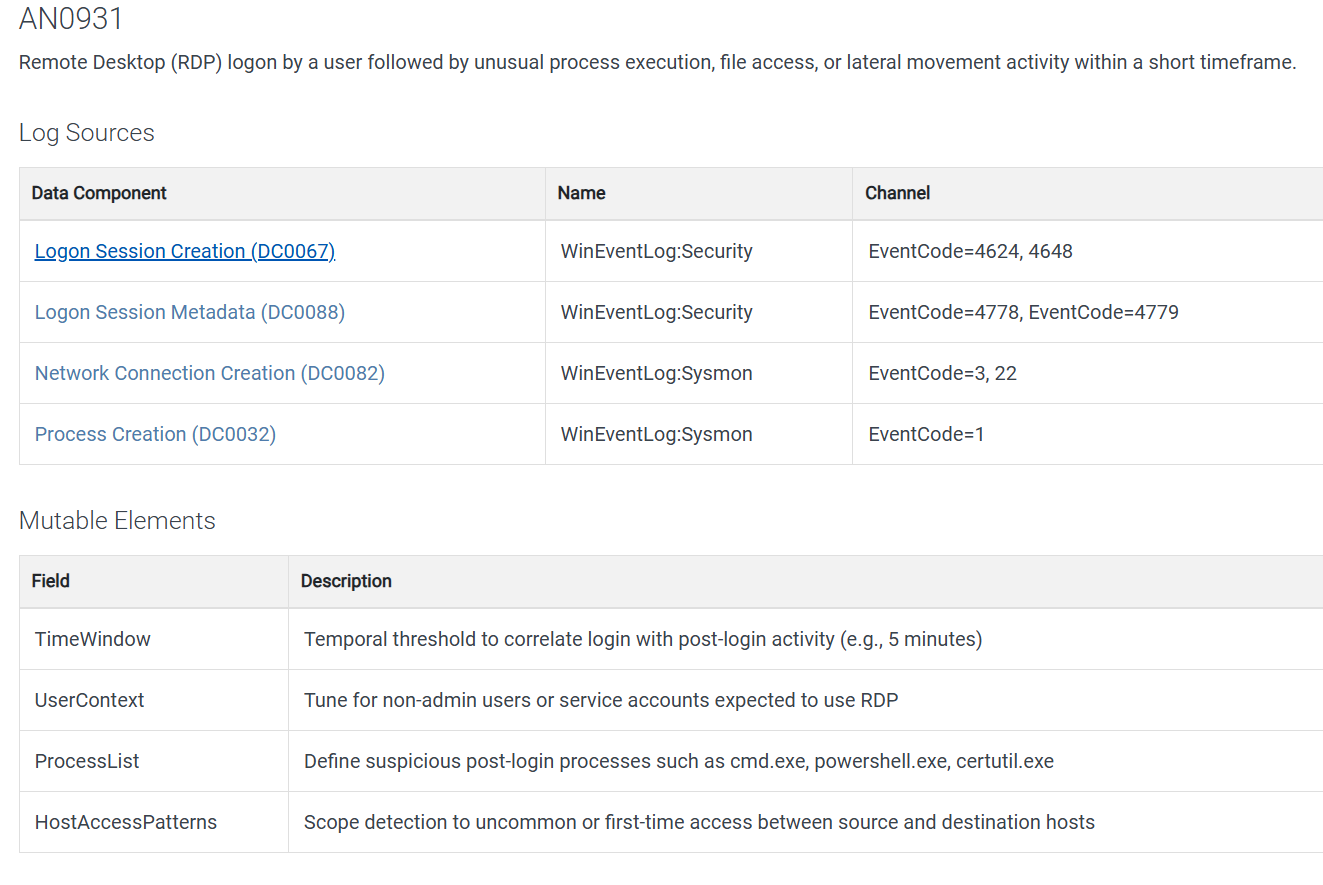 AN0931
Remote Desktop (RDP) logon by a user followed by unusual process execution, file access, or lateral movement activity within a short timeframe.
Log Sources
Data Component Name Channel
Logon Session Creation (DC0067) WinEventLog:Security EventCode=4624, 4648
Logon Session Metadata (DC0088) WinEventLog:Security EventCode=4778, EventCode=4779
Network Connection Creation (DC0082) WinEventLog:Sysmon EventCode=3, 22
Process Creation (DC0032) WinEventLog:Sysmon EventCode=1
Mutable Elements
Field Description
TimeWindow Temporal threshold to correlate login with post-login activity (e.g., 5 minutes)
UserContext Tune for non-admin users or service accounts expected to use RDP
ProcessList Define suspicious post-login processes such as cmd.exe, powershell.exe, certutil.exe
HostAccessPatterns Scope detection to uncommon or first-time access between source and destination hosts